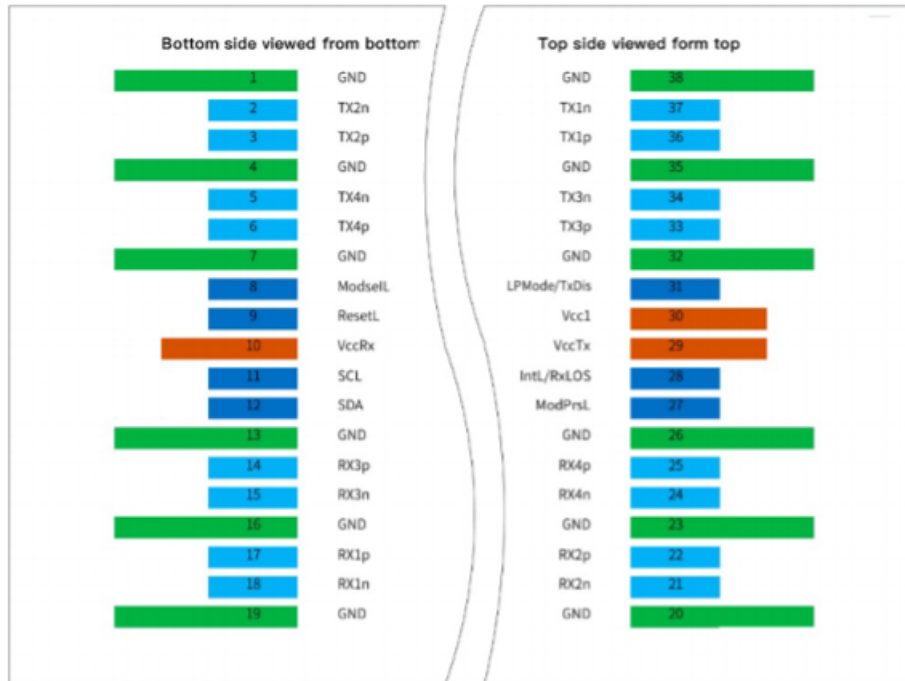 Bottom side viewed from bottom
1 GND
2 TX2n
3 TX2p
4 GND
5 TX4n
6 TX4p
7 GND
8 ModselL
9 ResetL
10 VccRx
11 SCL
12 SDA
13 GND
14 RX3p
15 RX3n
16 GND
17 RX1p
18 RX1n
19 GND
Top side viewed form top
GND 38
TX1n 37
TX1p 36
GND 35
TX3n 34
TX3p 33
GND 32
LPMode/TxDis 31
Vcc1 30
VccTx 29
IntL/RxLOS 28
ModPrsL 27
GND 26
RX4p 25
RX4n 24
GND 23
RX2p 22
RX2n 21
GND 20